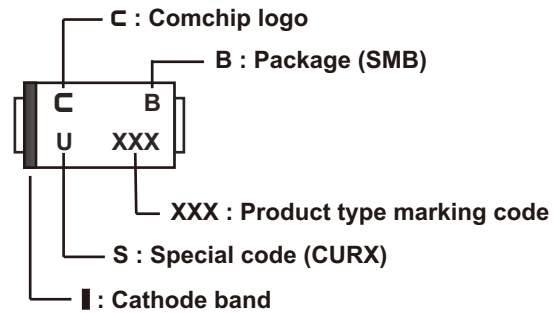 C : Comchip logo
B : Package (SMB)
C B
U XXX
XXX : Product type marking code
S : Special code (CURX)
: Cathode band